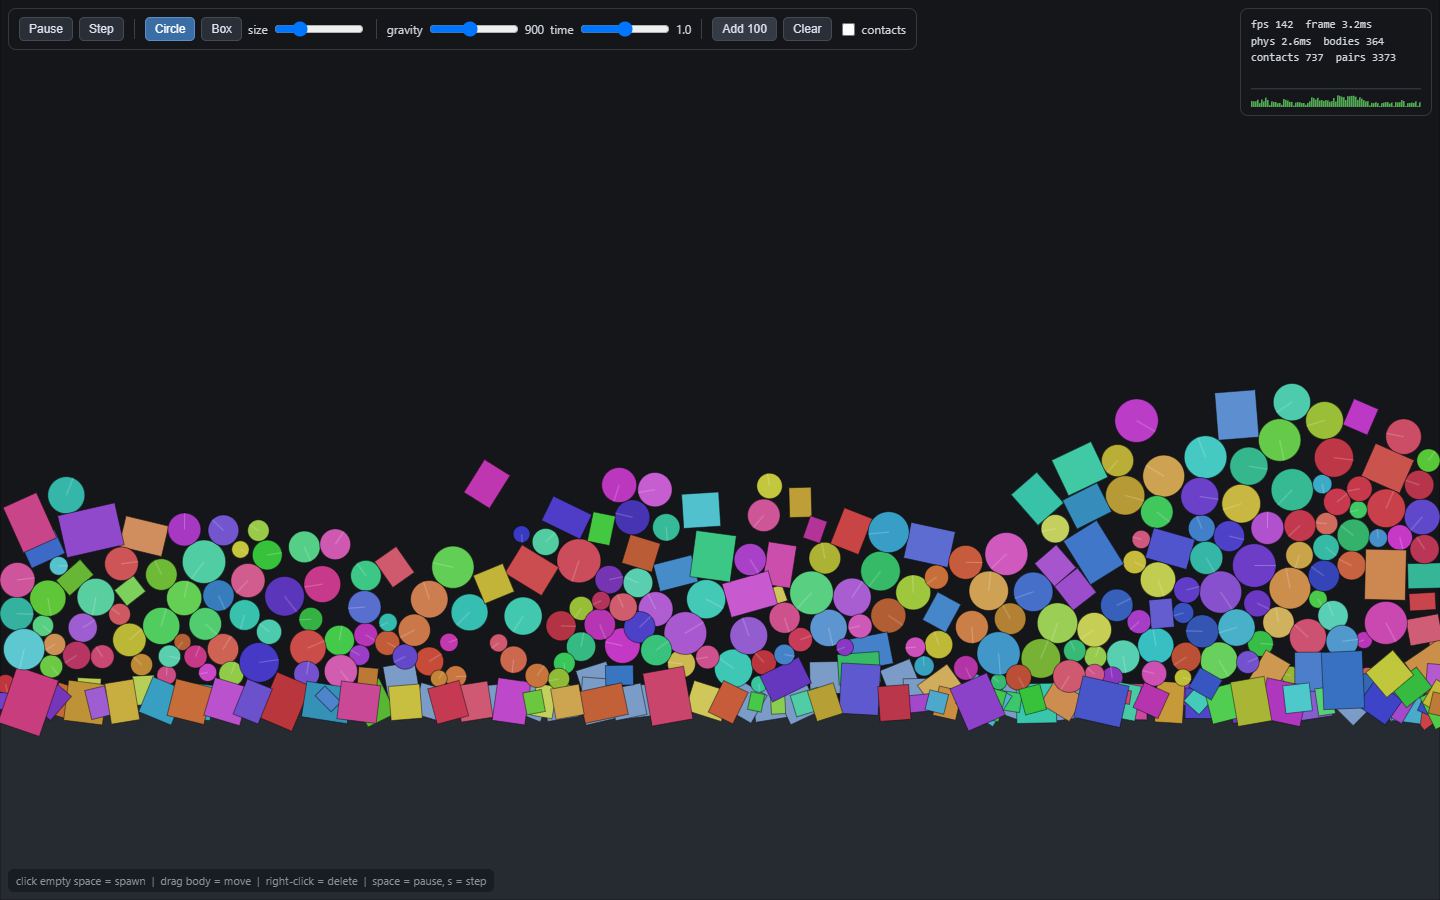 Pause Step Circle Box size gravity 900 time 1.0 Add 100 Clear contacts
fps 142 frame 3.2ms
phys 2.6ms bodies 364
contacts 737 pairs 3373
click empty space = spawn | drag body = move | right-click = delete | space = pause, s = step